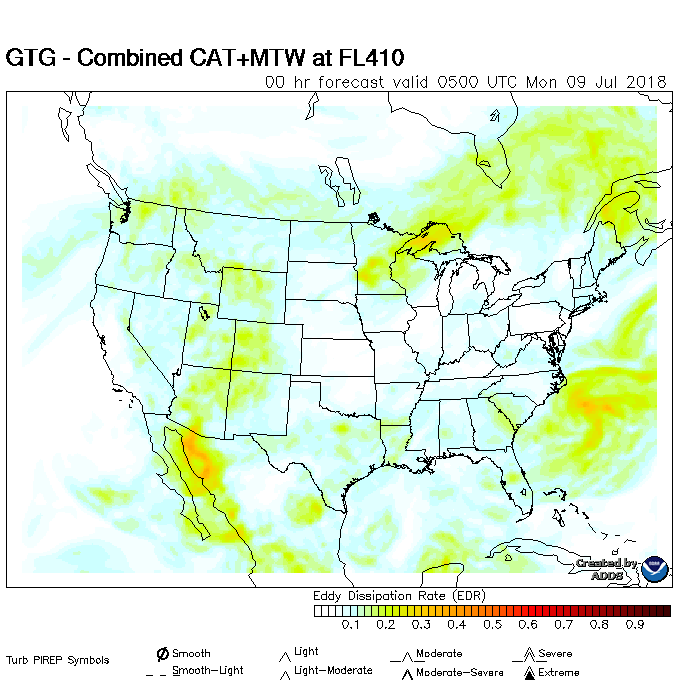 GTG - Combined CAT+MTW at FL410
00 hr forecast valid 0500 UTC Mon 09 Jul 2018
Created by
ADDS
Eddy Dissipation Rate (EDR)
0.1 0.2 0.3 0.4 0.5 0.6 0.7 0.8 0.9
Turb PIREP Symbols
Smooth Light Moderate Severe
Smooth-Light Light-Moderate Moderate-Severe Extreme